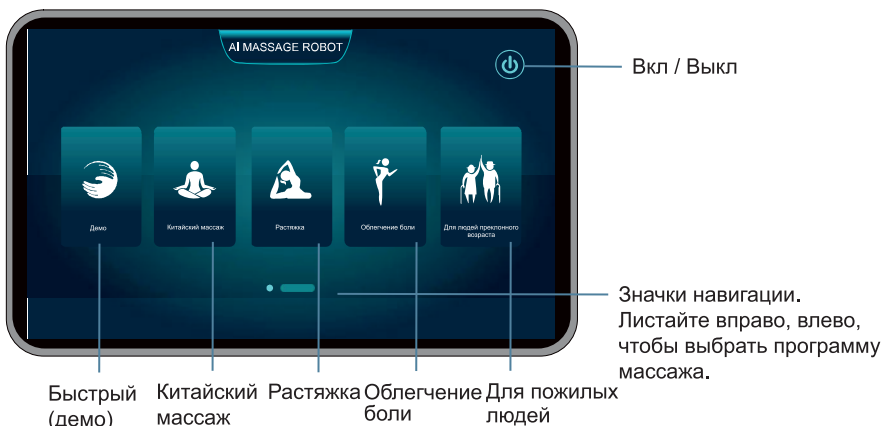 AI MASSAGE ROBOT
Вкл / Выкл
Демо
Китайский массаж
Растяжка
Облегчение боли
Для людей преклонного
возраста
Значки навигации.
Листайте вправо, влево,
чтобы выбрать программу
массажа.
Быстрый
(демо)
Китайский
массаж
Растяжка
Облегчение
боли
Для пожилых
людей